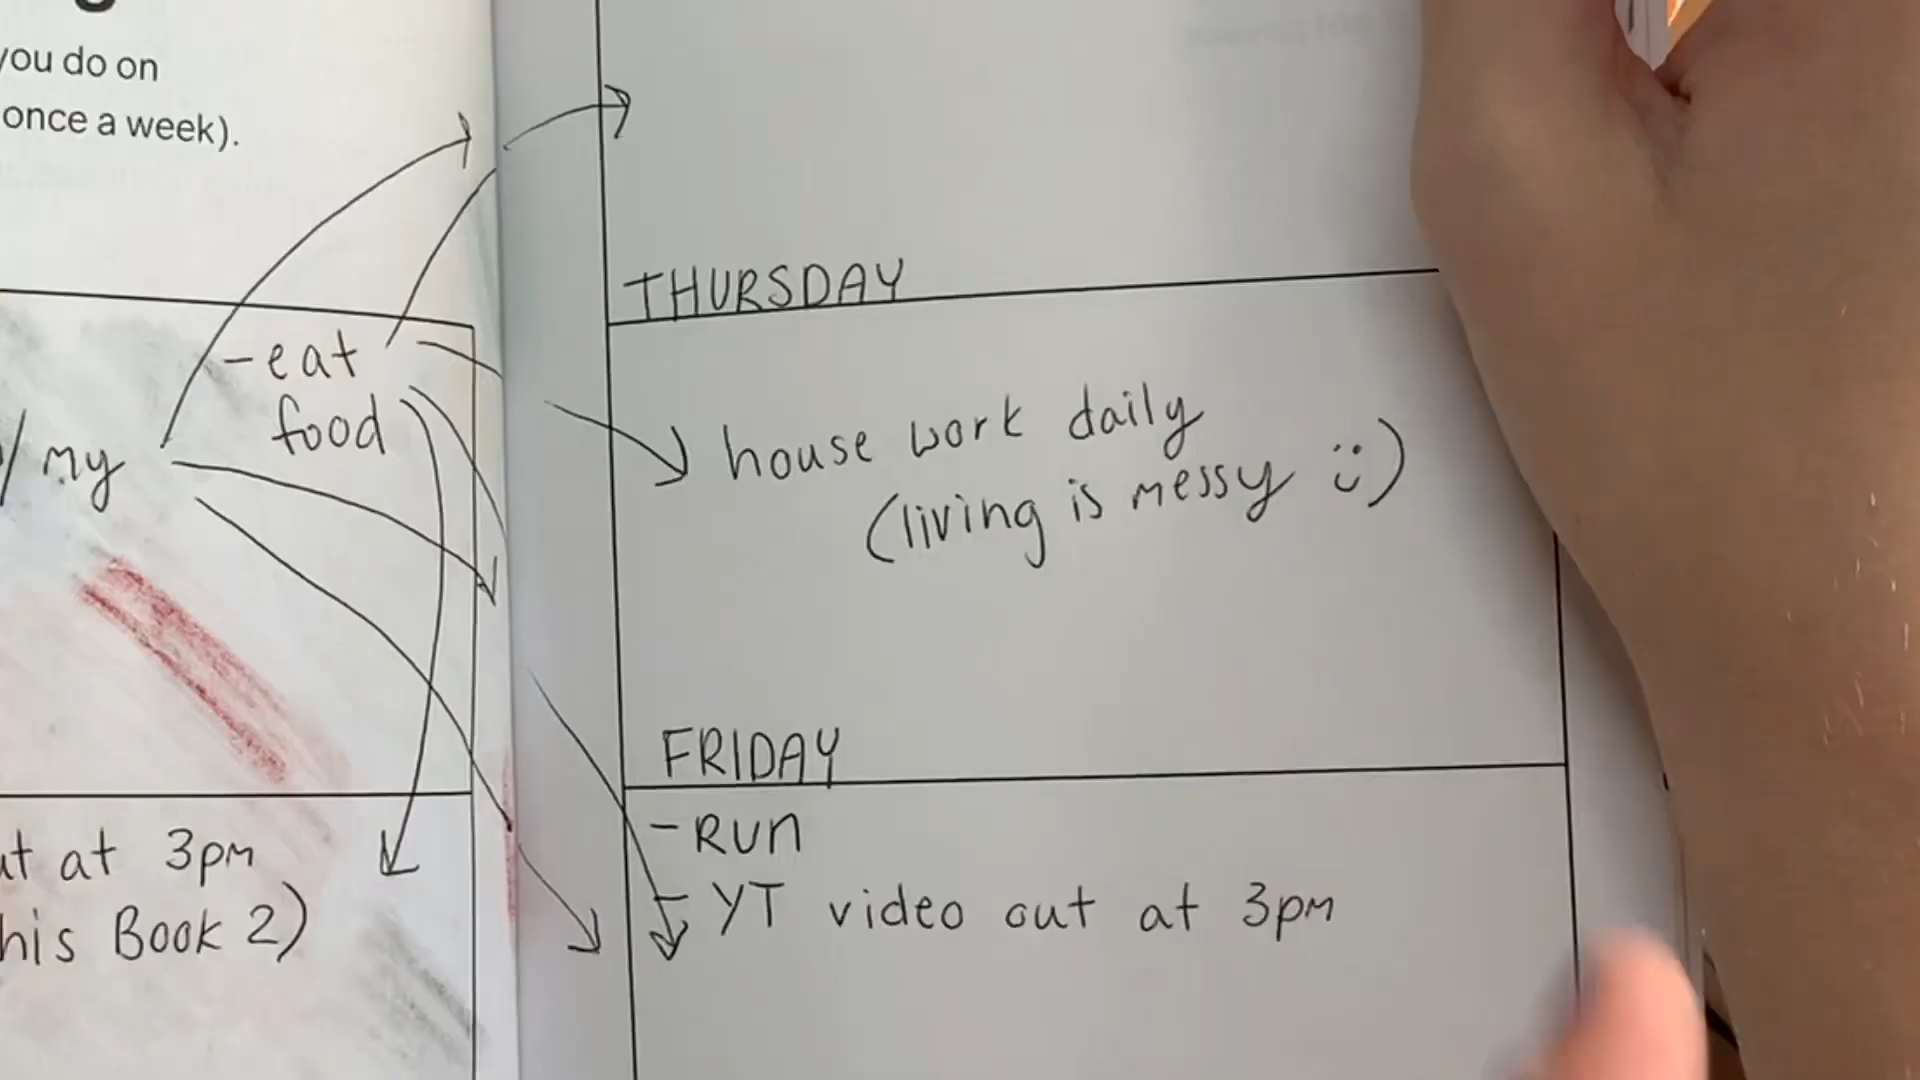 you do on
once a week).
-eat
food
/my
at 3pm
his Book 2)
THURSDAY
house work daily
(living is messy :))
FRIDAY
-RUN
- YT video out at 3pm